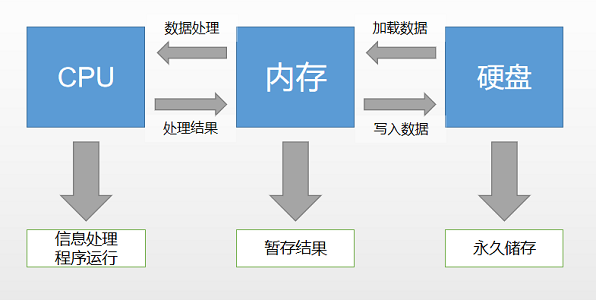 数据处理
加载数据
CPU
内存
硬盘
处理结果
写入数据
信息处理
程序运行
暂存结果
永久储存